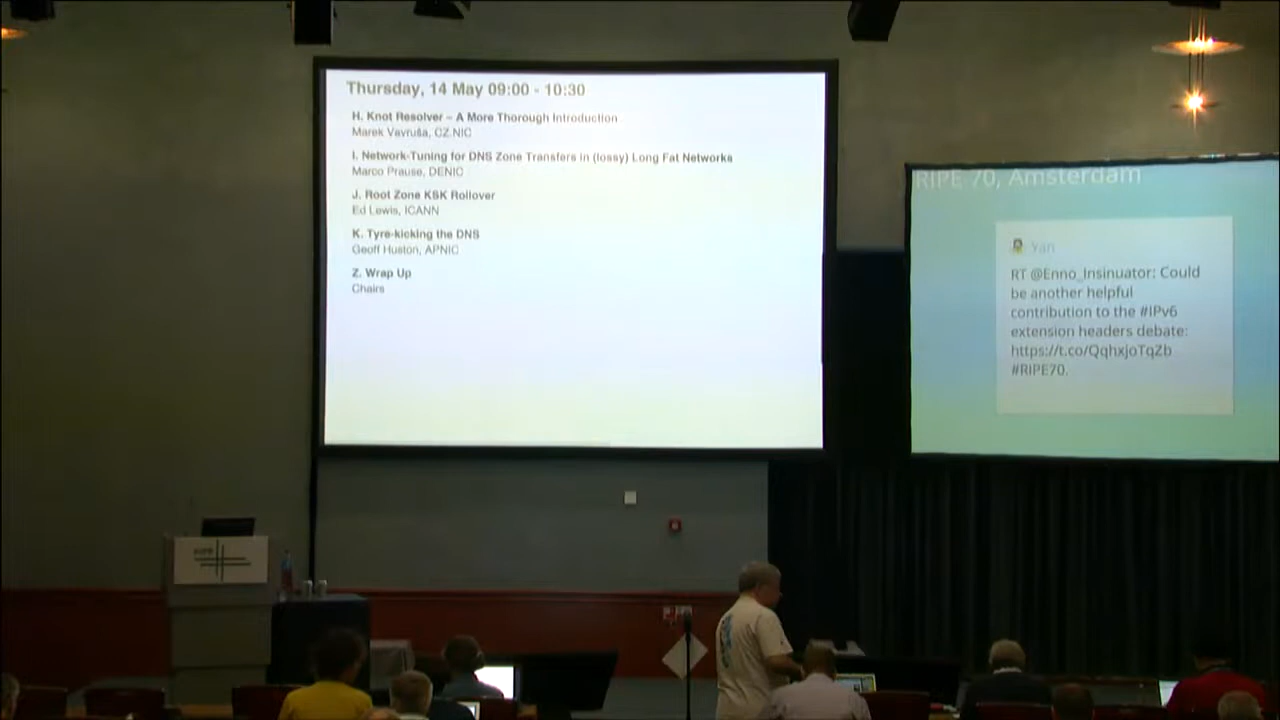 Thursday, 14 May 09:00 - 10:30
H. Knot Resolver – A More Thorough Introduction
Marek Vavruša, CZ.NIC
I. Network-Tuning for DNS Zone Transfers in (lossy) Long Fat Networks
Marco Prause, DENIC
J. Root Zone KSK Rollover
Ed Lewis, ICANN
K. Tyre-kicking the DNS
Geoff Huston, APNIC
Z. Wrap Up
Chairs
RIPE 70, Amsterdam
Yan
RT @Enno_Insinuator: Could
be another helpful
contribution to the #IPv6
extension headers debate:
https://t.co/QqhxjoTqZb
#RIPE70.
RIPE